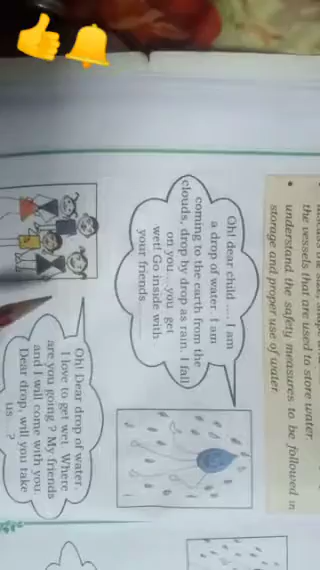 the vessels that are used to store water.
• understand the safety measures to be followed in
storage and proper use of water.
Oh! dear child .... I am
a drop of water. I am
coming to the earth from the
clouds, drop by drop as rain. I fall
on you...you get
wet! Go inside with
your friends.
Oh! Dear drop of water,
I love to get wet. Where
are you going ? My friends
and I will come with you.
Dear drop, will you take
us ?